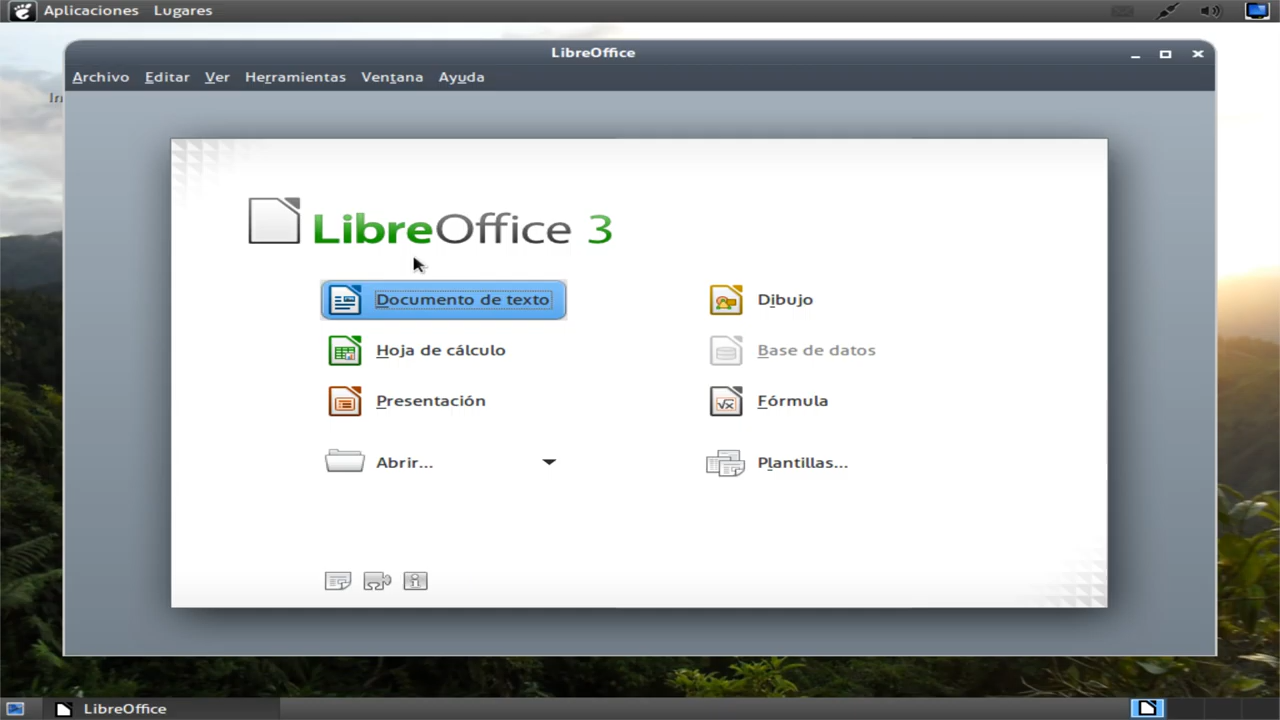 Aplicaciones Lugares
LibreOffice
Archivo Editar Ver Herramientas Ventana Ayuda
In
LibreOffice 3
Documento de texto Dibujo
Hoja de cálculo Base de datos
Presentación Fórmula
Abrir... Plantillas...
LibreOffice